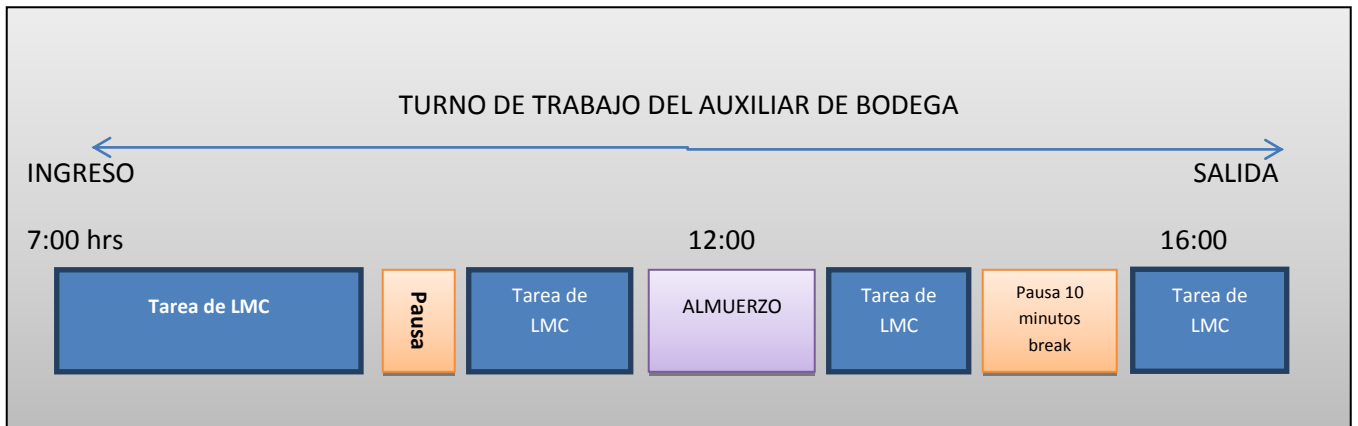 TURNO DE TRABAJO DEL AUXILIAR DE BODEGA
INGRESO
SALIDA
7:00 hrs
12:00
16:00
Tarea de LMC
Pausa
Tarea de
LMC
ALMUERZO
Tarea de
LMC
Pausa 10
minutos
break
Tarea de
LMC